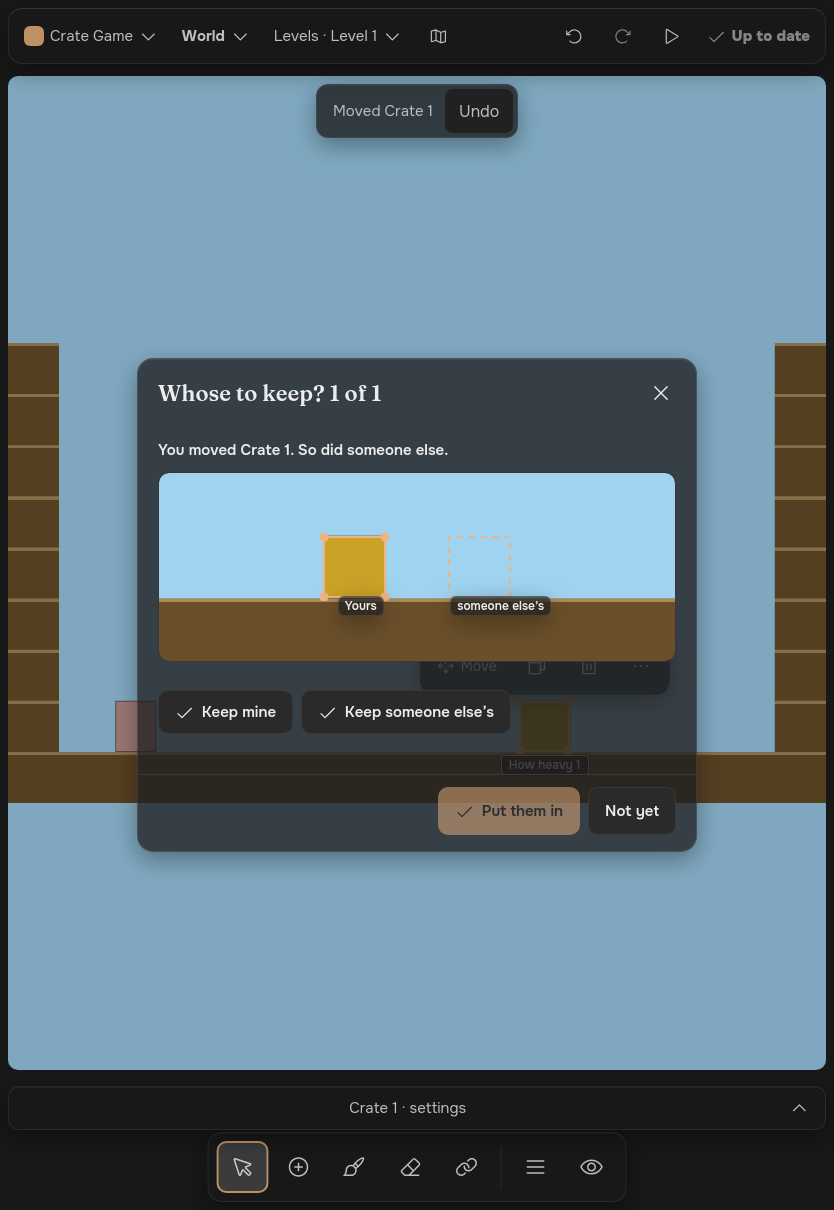 Crate Game
World
Levels · Level 1
Up to date
Moved Crate 1
Undo
Whose to keep? 1 of 1
You moved Crate 1. So did someone else.
Yours
someone else’s
Move
Keep mine
Keep someone else’s
How heavy 1
Put them in
Not yet
Crate 1 · settings